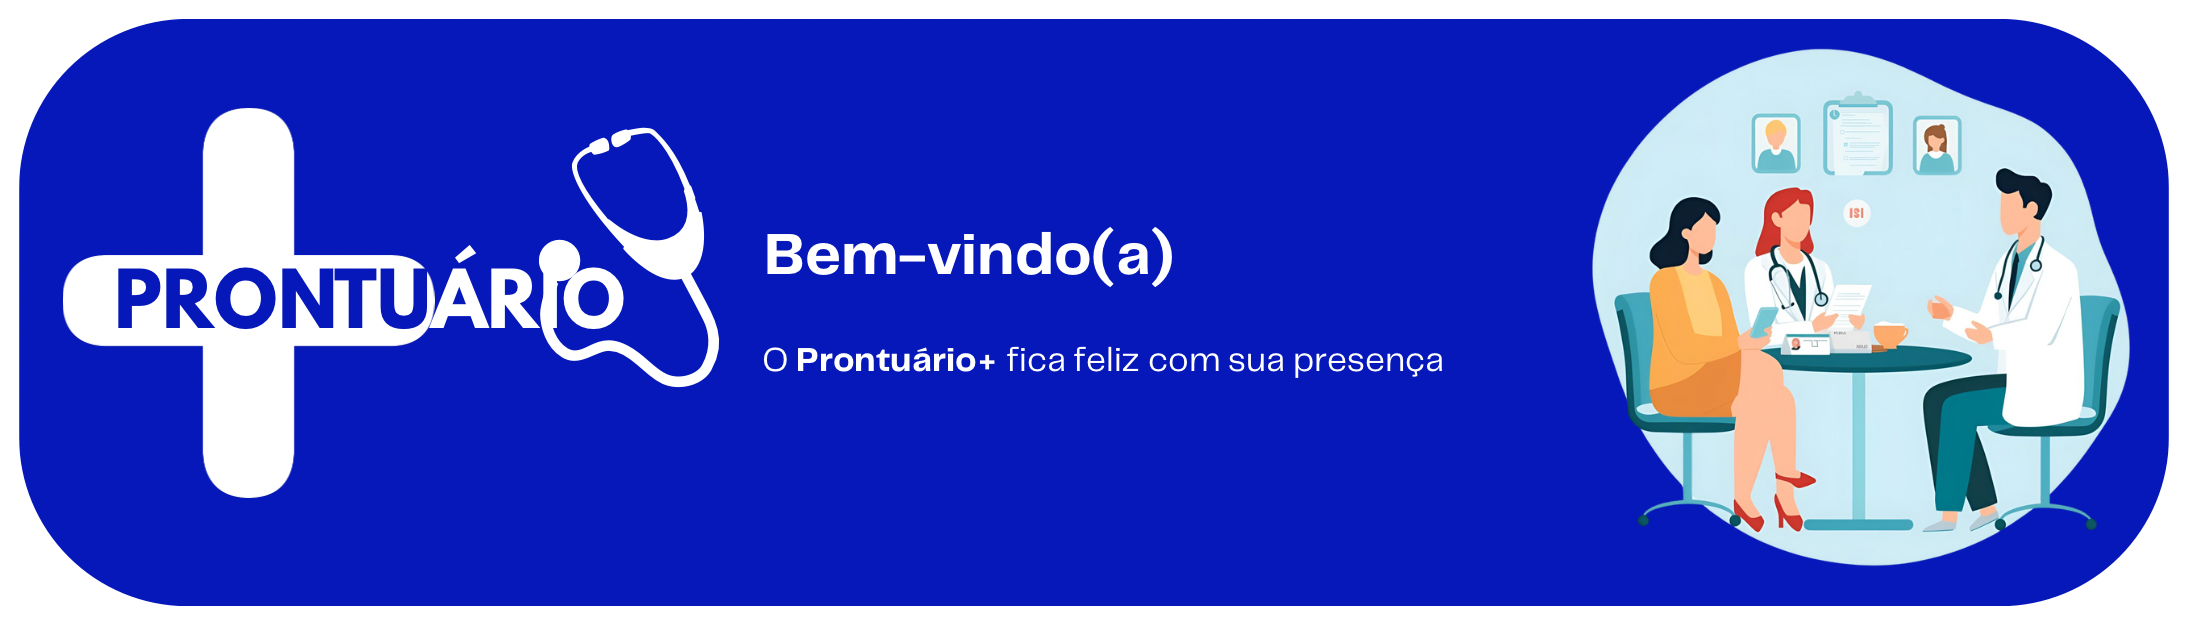 PRONTUÁRIO
Bem-vindo(a)
O Prontuário+ fica feliz com sua presença